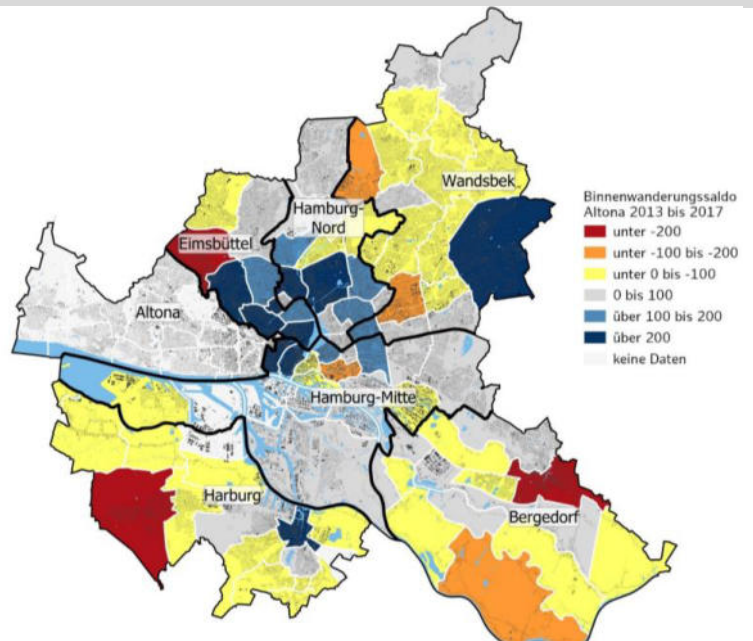 Wandsbek
Hamburg-
Nord
Eimsbüttel
Altona
Hamburg-Mitte
Harburg
Bergedorf
Binnenwanderungssaldo
Altona 2013 bis 2017
unter -200
unter -100 bis -200
unter 0 bis -100
0 bis 100
über 100 bis 200
über 200
keine Daten